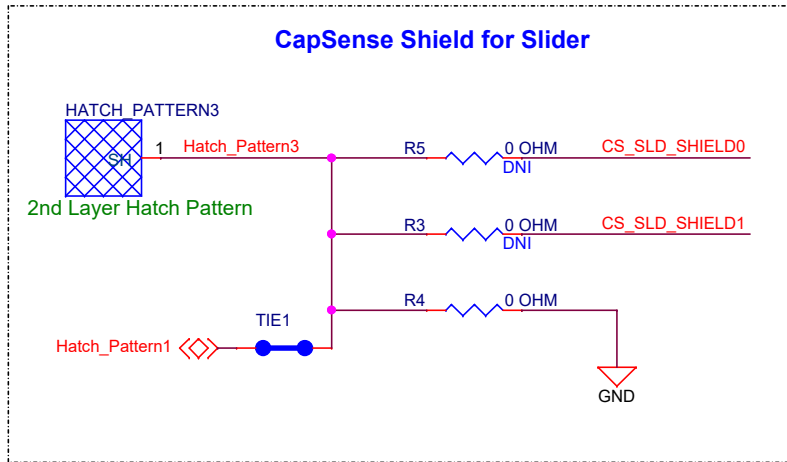 CapSense Shield for Slider
HATCH_PATTERN3
SH
1
Hatch_Pattern3
R5
0 OHM
CS_SLD_SHIELD0
DNI
2nd Layer Hatch Pattern
R3
0 OHM
CS_SLD_SHIELD1
DNI
R4
0 OHM
TIE1
Hatch_Pattern1
GND